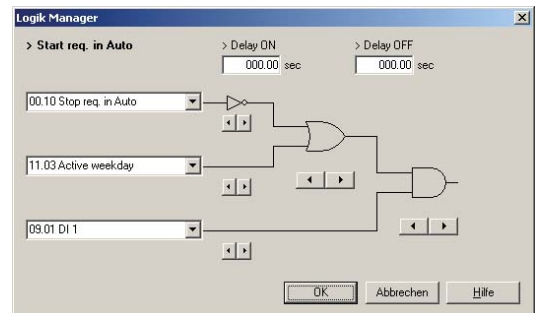 Logik Manager
> Start req. in Auto
> Delay ON
> Delay OFF
000.00 sec
000.00 sec
00.10 Stop req. in Auto
11.03 Active weekday
09.01 DI 1
OK
Abbrechen
Hilfe